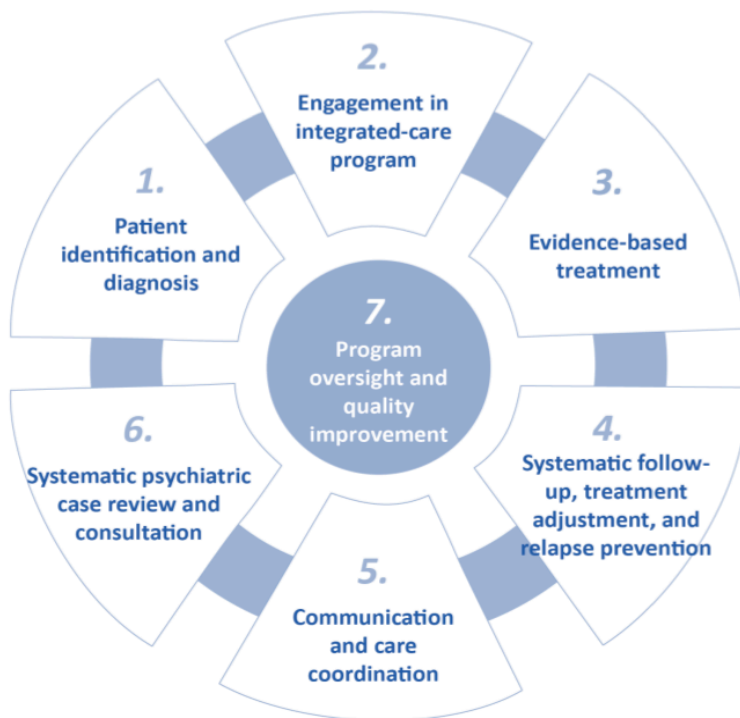 1.
Patient
identification and
diagnosis
2.
Engagement in
integrated-care
program
3.
Evidence-based
treatment
4.
Systematic follow-
up, treatment
adjustment, and
relapse prevention
5.
Communication
and care
coordination
6.
Systematic psychiatric
case review and
consultation
7.
Program
oversight and
quality
improvement